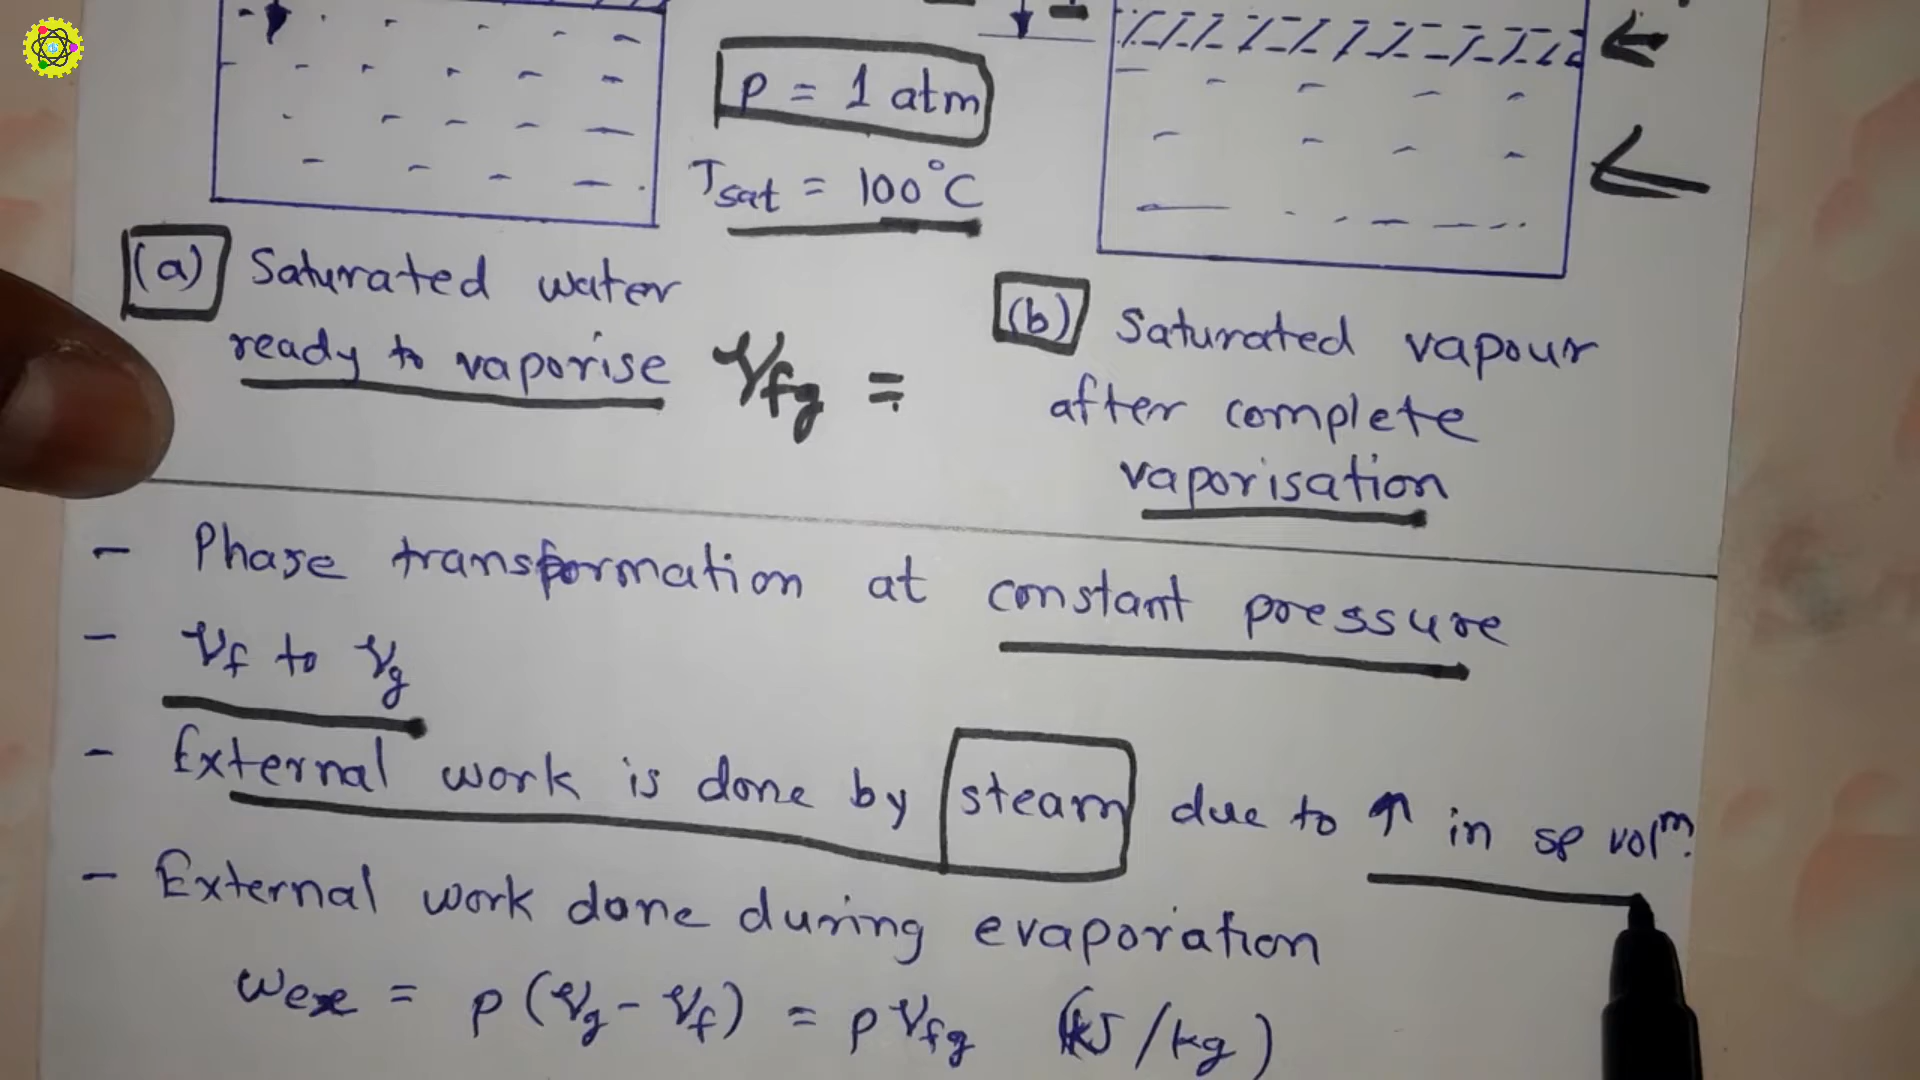 p = 1 atm
Tsat = 100°C
(a) Saturated water
ready to vaporise
Vfg =
(b) Saturated vapour
after complete
vaporisation
- Phase transformation at constant pressure
- Vf to Vg
- External work is done by steam due to ↑ in sp volm.
- External work done during evaporation
wex = p (Vg - Vf) = p Vfg (kJ/kg)